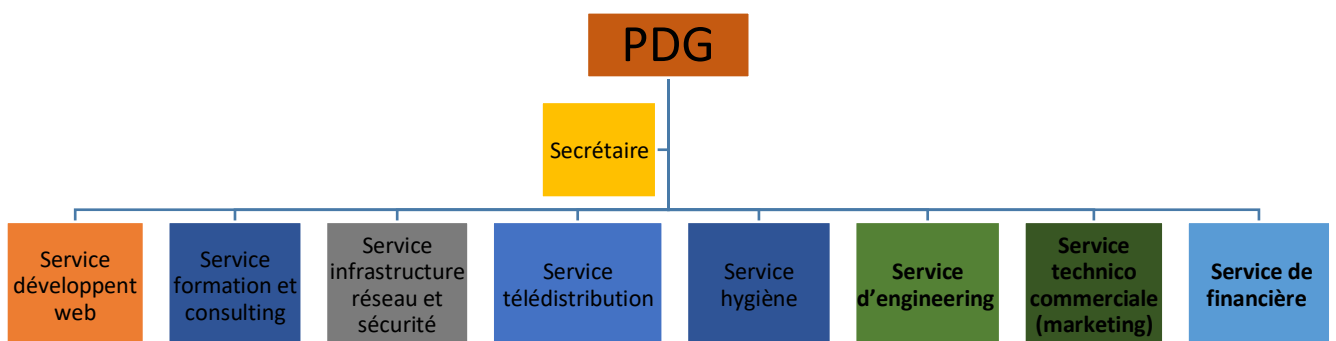 PDG
Secrétaire
Service
développent
web
Service
formation et
consulting
Service
infrastructure
réseau et
sécurité
Service
télédistribution
Service
hygiène
Service
d’engineering
Service
technico
commerciale
(marketing)
Service de
financière